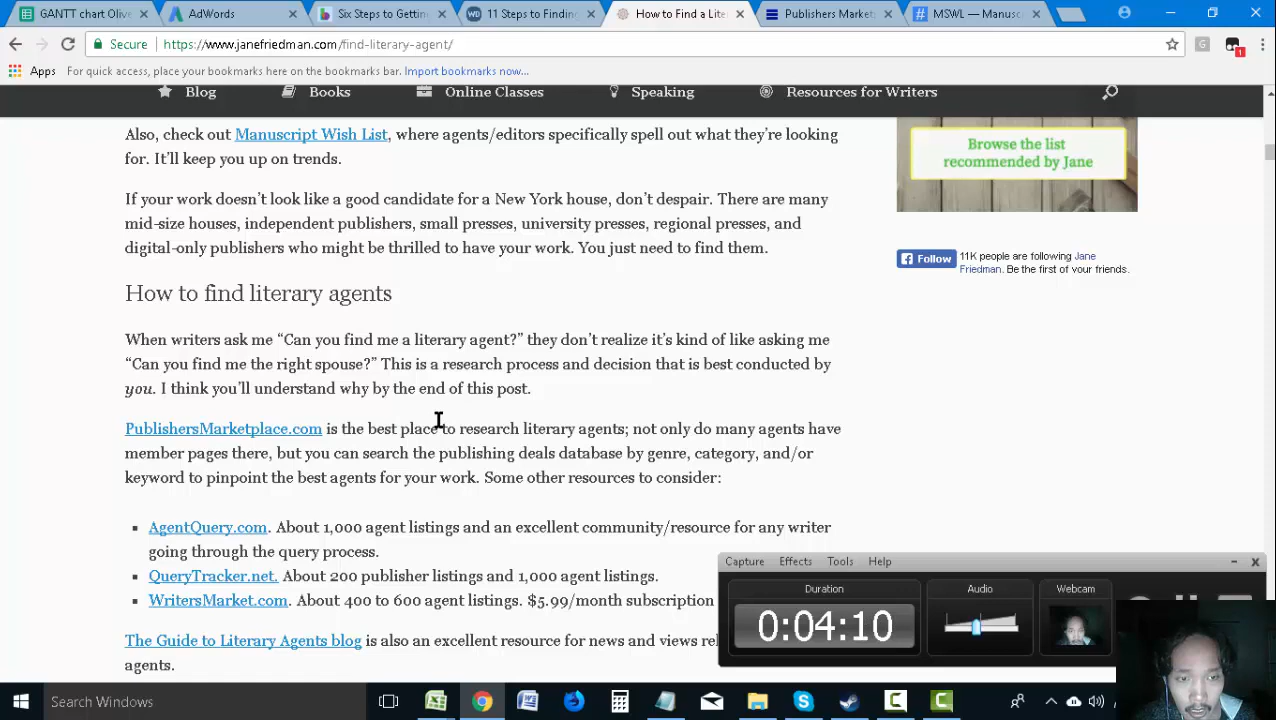 GANTT chart Olive
AdWords
Six Steps to Getting
11 Steps to Finding
How to Find a Lite
Publishers Markets
MSWL — Manusc
Secure
https://www.janefriedman.com/find-literary-agent/
Apps
For quick access, place your bookmarks here on the bookmarks bar. Import bookmarks now...
Blog
Books
Online Classes
Speaking
Resources for Writers
Also, check out Manuscript Wish List, where agents/editors specifically spell out what they're looking
for. It'll keep you up on trends.
Browse the list
recommended by Jane
If your work doesn't look like a good candidate for a New York house, don't despair. There are many
mid-size houses, independent publishers, small presses, university presses, regional presses, and
digital-only publishers who might be thrilled to have your work. You just need to find them.
Follow
11K people are following Jane
Friedman. Be the first of your friends.
How to find literary agents
When writers ask me “Can you find me a literary agent?” they don't realize it's kind of like asking me
“Can you find me the right spouse?” This is a research process and decision that is best conducted by
you. I think you'll understand why by the end of this post.
PublishersMarketplace.com is the best place to research literary agents; not only do many agents have
member pages there, but you can search the publishing deals database by genre, category, and/or
keyword to pinpoint the best agents for your work. Some other resources to consider:
AgentQuery.com. About 1,000 agent listings and an excellent community/resource for any writer
going through the query process.
QueryTracker.net. About 200 publisher listings and 1,000 agent listings.
WritersMarket.com. About 400 to 600 agent listings. $5.99/month subscription
The Guide to Literary Agents blog is also an excellent resource for news and views rel
agents.
Capture
Effects
Tools
Help
Duration
Audio
Webcam
0:04:10
Search Windows